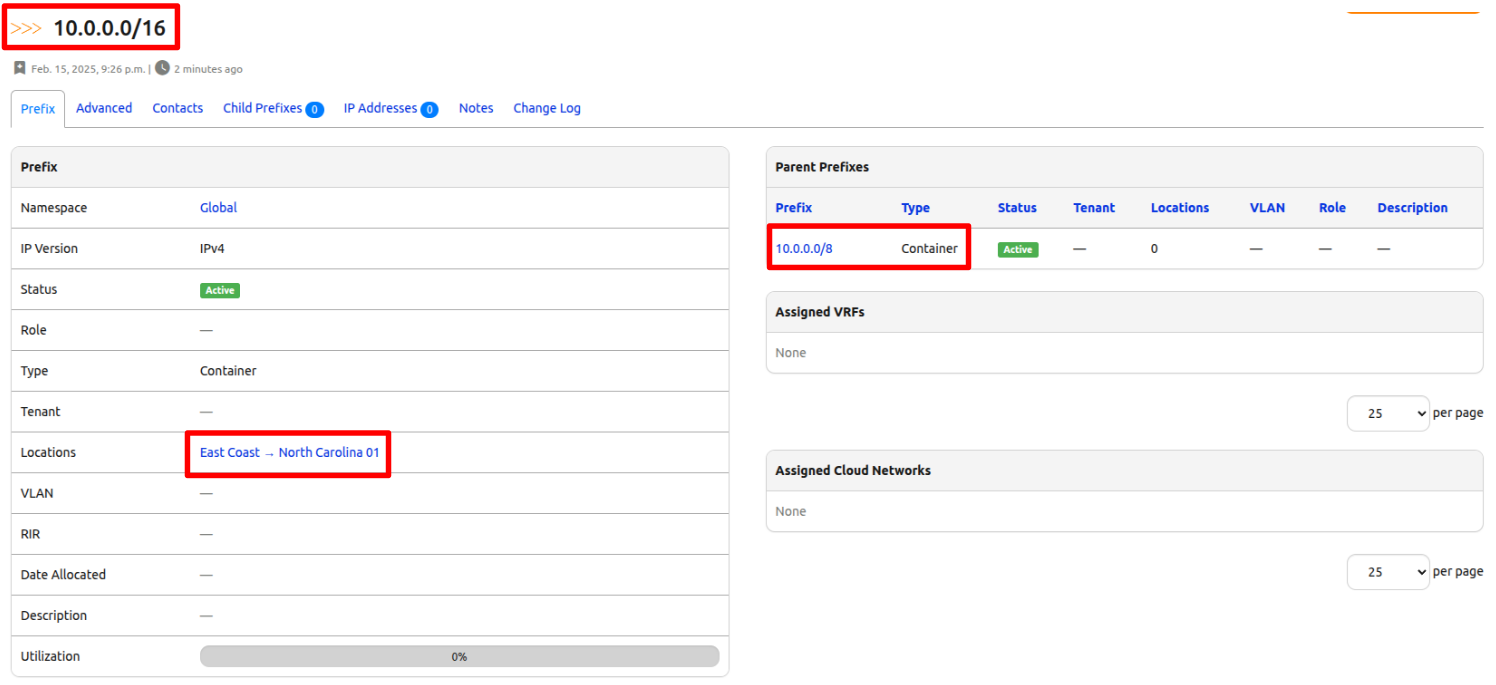 >>> 10.0.0.0/16
Feb. 15, 2025, 9:26 p.m. | 2 minutes ago
Prefix Advanced Contacts Child Prefixes 0 IP Addresses 0 Notes Change Log
Prefix
Namespace Global
IP Version IPv4
Status Active
Role —
Type Container
Tenant —
Locations East Coast → North Carolina 01
VLAN —
RIR —
Date Allocated —
Description —
Utilization 0%
Parent Prefixes
Prefix Type Status Tenant Locations VLAN Role Description
10.0.0.0/8 Container Active — 0 — — —
Assigned VRFs
None
25 per page
Assigned Cloud Networks
None
25 per page